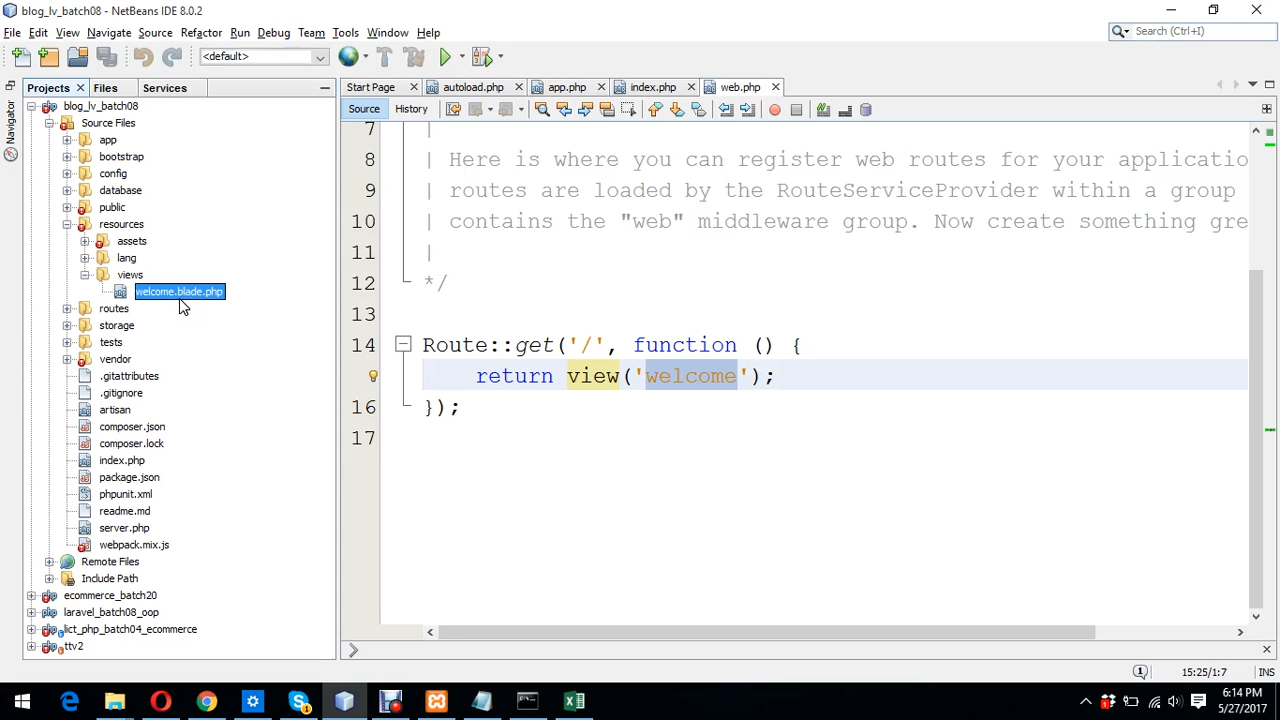 blog_lv_batch08 - NetBeans IDE 8.0.2
File Edit View Navigate Source Refactor Run Debug Team Tools Window Help
Search (Ctrl+I)
<default>
Projects Files Services
Start Page autoload.php app.php index.php web.php
Source History
Navigator
blog_lv_batch08
Source Files
app
bootstrap
config
database
public
resources
assets
lang
views
welcome.blade.php
routes
storage
tests
vendor
.gitattributes
.gitignore
artisan
composer.json
composer.lock
index.php
package.json
phpunit.xml
readme.md
server.php
webpack.mix.js
Remote Files
Include Path
ecommerce_batch20
laravel_batch08_oop
lict_php_batch04_ecommerce
ttv2
7 |
8 | Here is where you can register web routes for your applicatio
9 | routes are loaded by the RouteServiceProvider within a group
10 | contains the "web" middleware group. Now create something gre
11 |
12 */
13
14 Route::get('/', function () {
return view('welcome');
16 });
17
15:25/1:7 INS
6:14 PM
5/27/2017